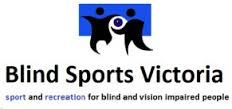 Blind Sports Victoria
sport and recreation for blind and vision impaired people